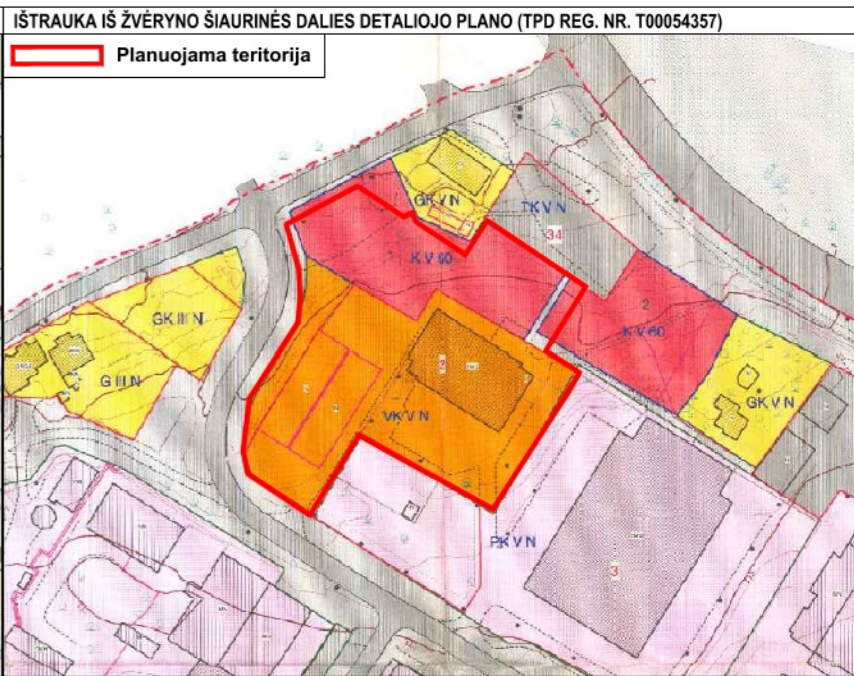 IŠTRAUKA IŠ ŽVĖRYNO ŠIAURINĖS DALIES DETALIOJO PLANO (TPD REG. NR. T00054357)
Planuojama teritorija
GK V N
TK V N
34
K V 60
2
K V 60
GK III N
G III N
VK V N
GK V N
PK V N
3